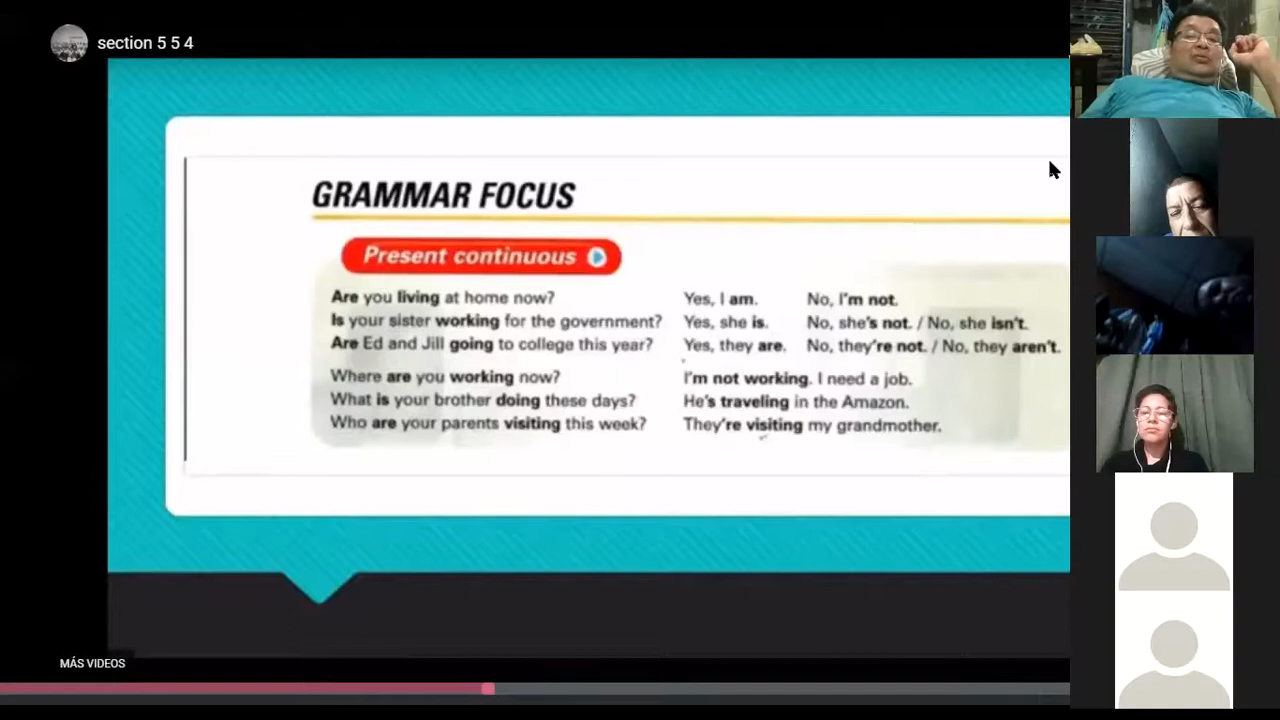 section 5 5 4
GRAMMAR FOCUS
Present continuous
Are you living at home now? Yes, I am. No, I'm not.
Is your sister working for the government? Yes, she is. No, she's not. / No, she isn't.
Are Ed and Jill going to college this year? Yes, they are. No, they're not. / No, they aren't.
Where are you working now? I'm not working. I need a job.
What is your brother doing these days? He's traveling in the Amazon.
Who are your parents visiting this week? They're visiting my grandmother.
MÁS VIDEOS